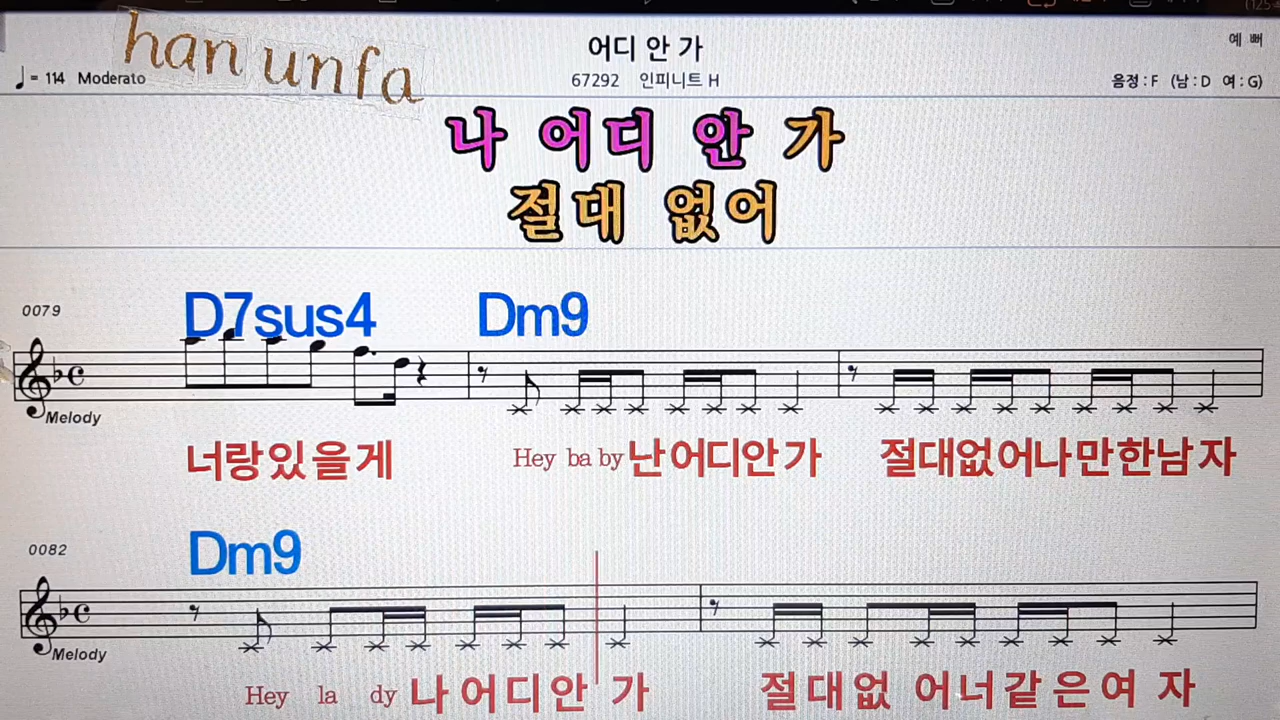 han unfa
어디 안 가
예 뻐
♩= 114 Moderato
67292 인피니트 H
음정 : F (남 : D 여 : G)
나 어디 안 가
절대 없어
0079
D7sus4 Dm9
Melody
너랑있을게 Hey ba by 난어디안가 절대없어나만한남자
0082
Dm9
Melody
Hey la dy 나어디안 가 절대없 어너같은여 자